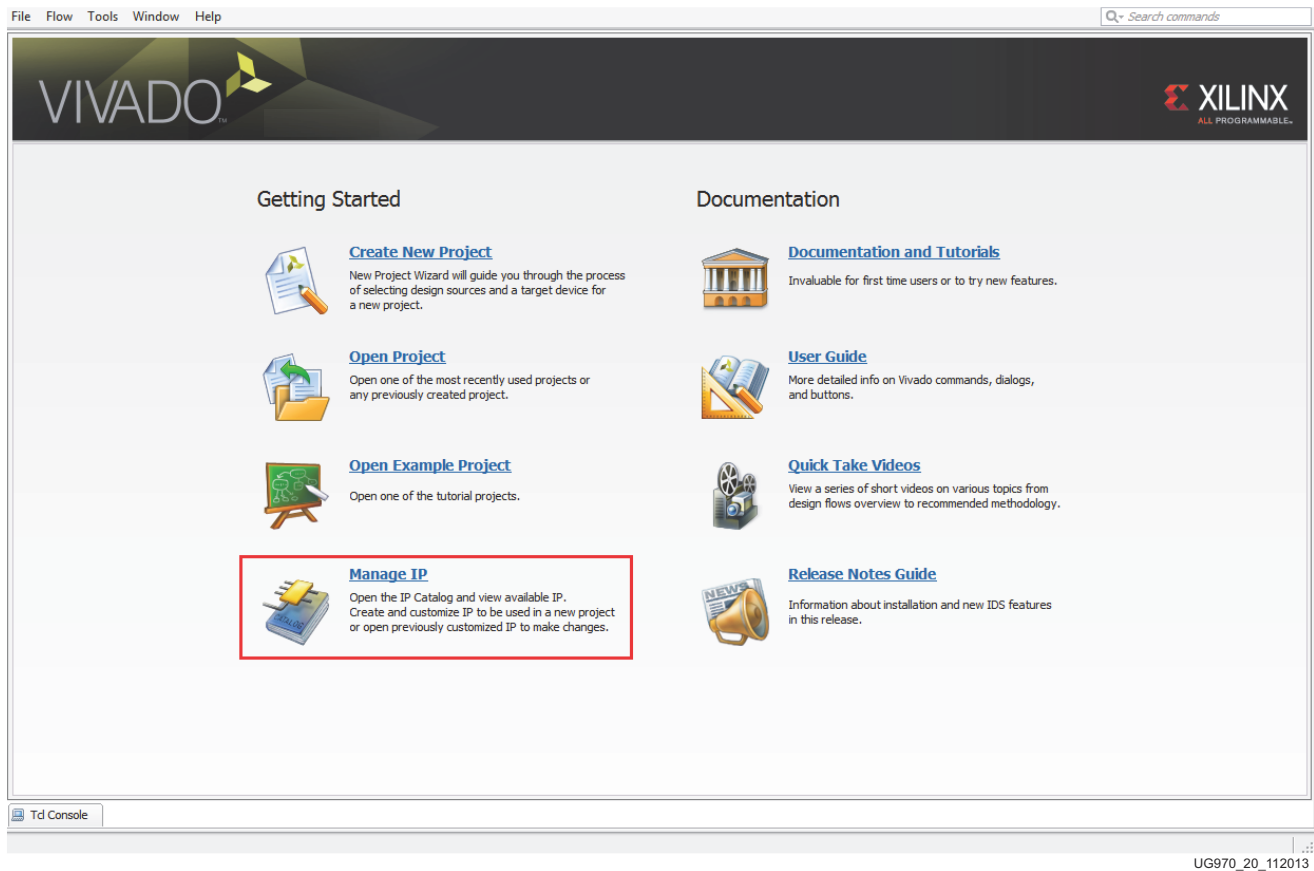 File Flow Tools Window Help
Search commands
VIVADO™
XILINX
ALL PROGRAMMABLE™
Getting Started
Create New Project
New Project Wizard will guide you through the process
of selecting design sources and a target device for
a new project.
Open Project
Open one of the most recently used projects or
any previously created project.
Open Example Project
Open one of the tutorial projects.
Manage IP
CATALOG
Open the IP Catalog and view available IP.
Create and customize IP to be used in a new project
or open previously customized IP to make changes.
Documentation
Documentation and Tutorials
Invaluable for first time users or to try new features.
User Guide
More detailed info on Vivado commands, dialogs,
and buttons.
Quick Take Videos
View a series of short videos on various topics from
design flows overview to recommended methodology.
Release Notes Guide
NEWS
Information about installation and new IDS features
in this release.
Tcl Console
UG970_20_112013